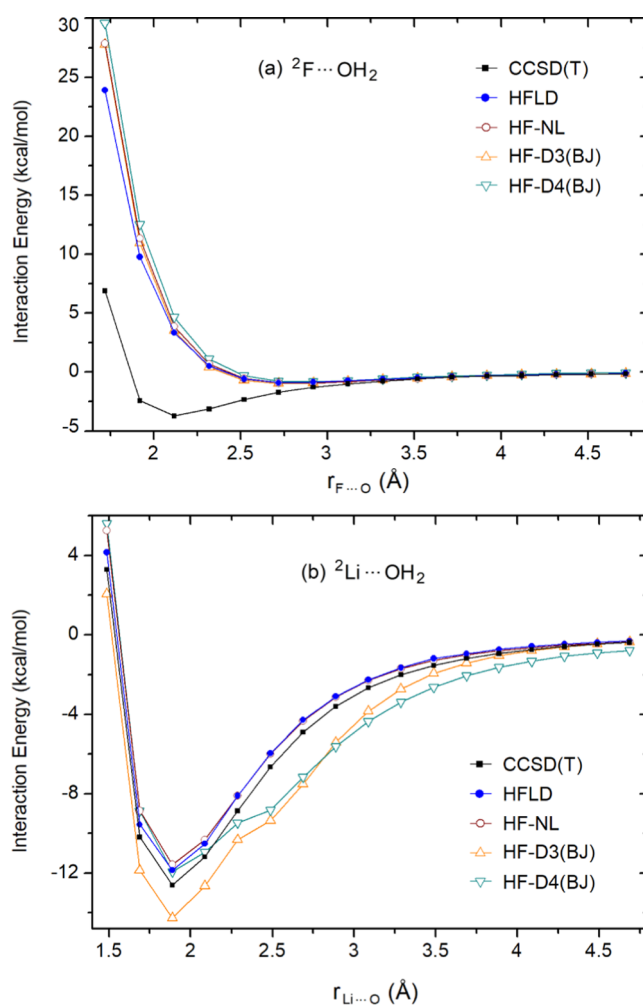 30
25
20
15
10
5
0
-5
Interaction Energy (kcal/mol)
(a) ²F···OH₂
CCSD(T)
HFLD
HF-NL
HF-D3(BJ)
HF-D4(BJ)
2 2.5 3 3.5 4 4.5
r F···O (Å)
4
0
-4
-8
-12
Interaction Energy (kcal/mol)
(b) ²Li···OH₂
CCSD(T)
HFLD
HF-NL
HF-D3(BJ)
HF-D4(BJ)
1.5 2 2.5 3 3.5 4 4.5
r Li···O (Å)